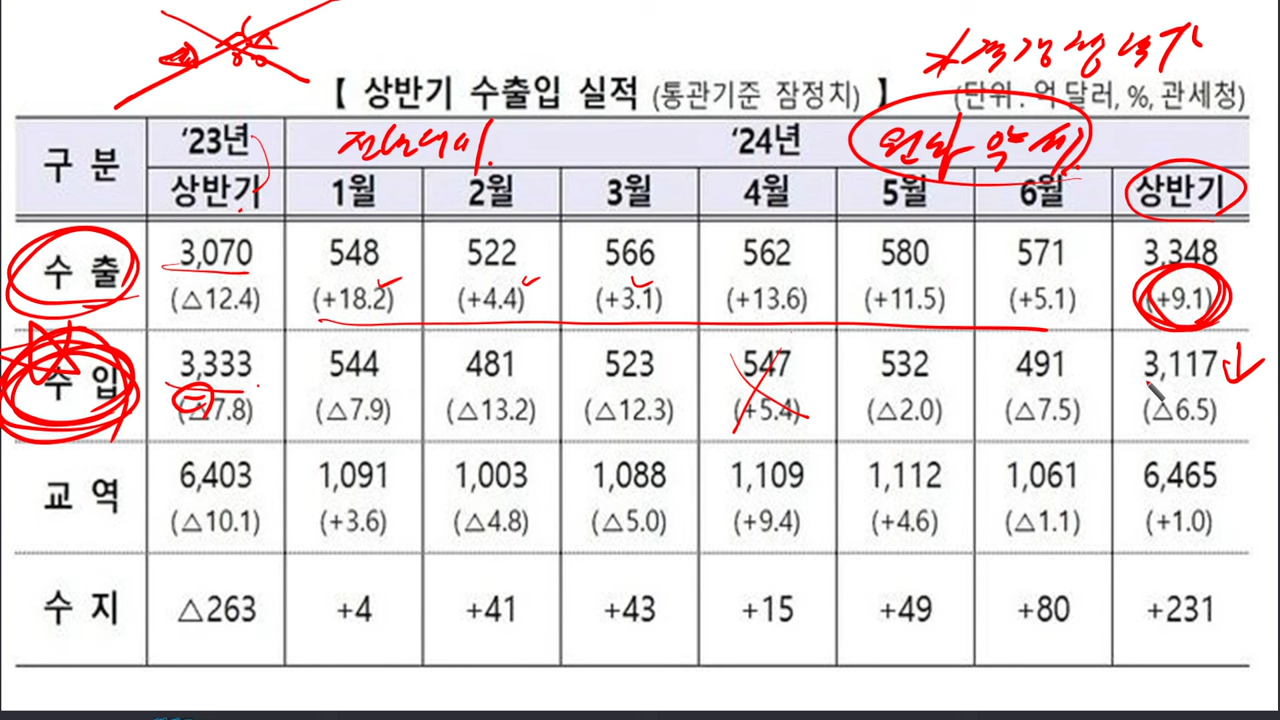 【 상반기 수출입 실적 (통관기준 잠정치) 】 (단위 : 억 달러, %, 관세청)
구 분 '23년 전년대비 '24년 원화 약세
상반기 1월 2월 3월 4월 5월 6월 상반기
수 출 3,070 548 522 566 562 580 571 3,348
(△12.4) (+18.2) (+4.4) (+3.1) (+13.6) (+11.5) (+5.1) (+9.1)
수 입 3,333 544 481 523 547 532 491 3,117
(△7.8) (△7.9) (△13.2) (△12.3) (+5.4) (△2.0) (△7.5) (△6.5)
교 역 6,403 1,091 1,003 1,088 1,109 1,112 1,061 6,465
(△10.1) (+3.6) (△4.8) (△5.0) (+9.4) (+4.6) (△1.1) (+1.0)
수 지 △263 +4 +41 +43 +15 +49 +80 +231